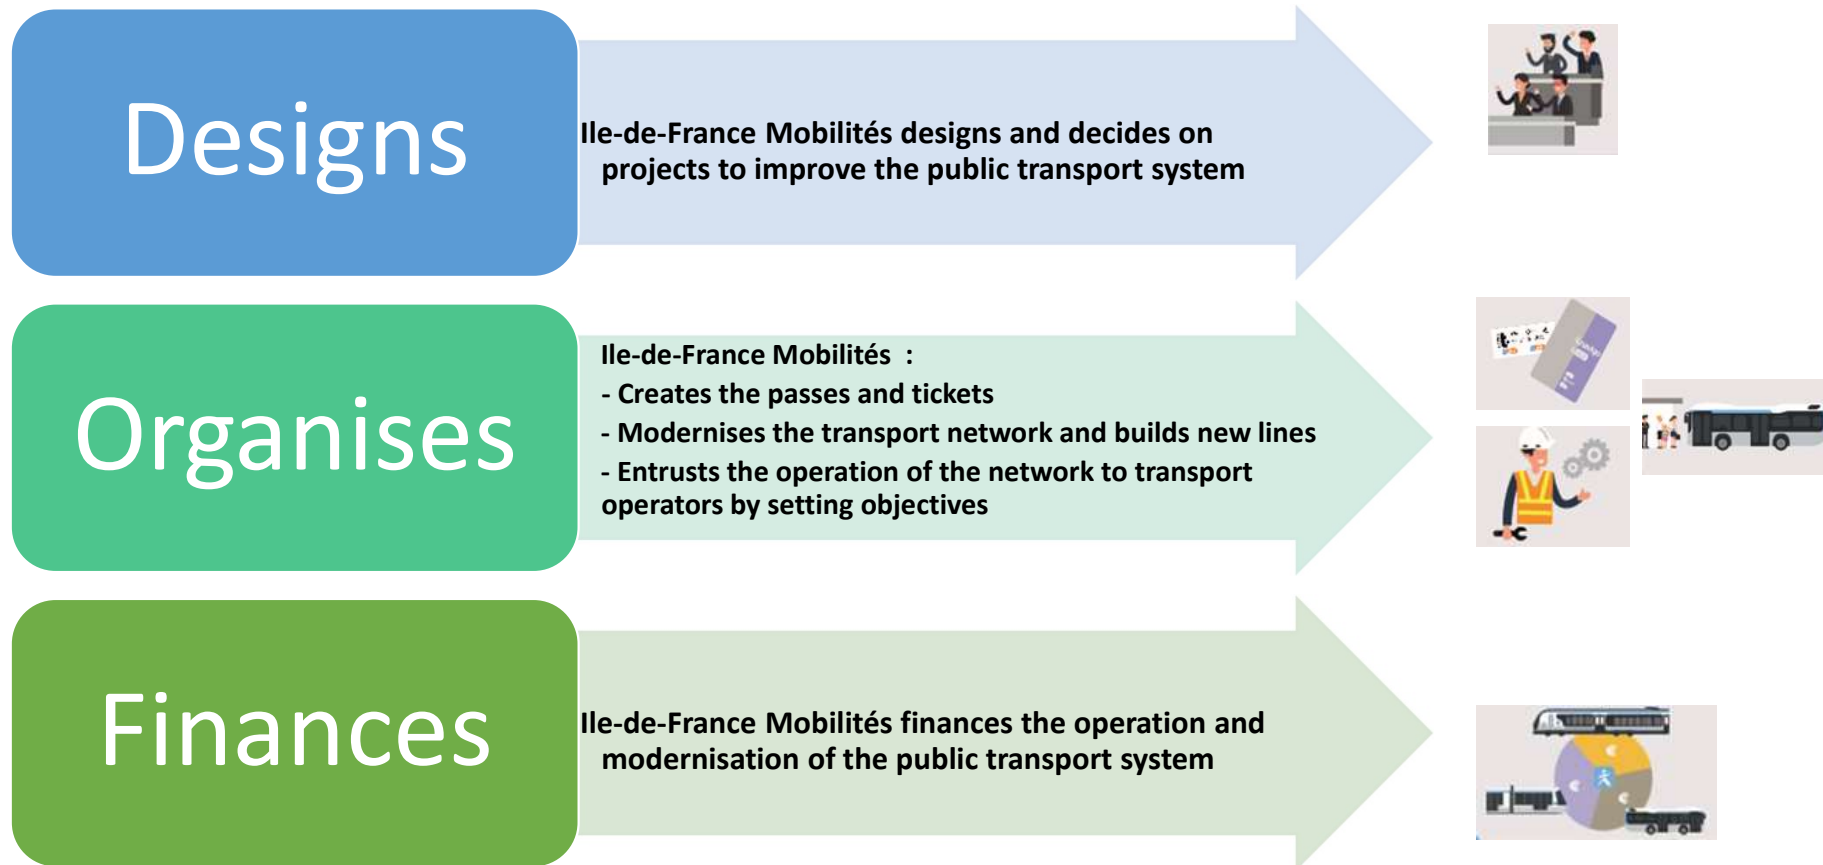 Designs
Ile-de-France Mobilités designs and decides on
projects to improve the public transport system
Organises
Ile-de-France Mobilités :
- Creates the passes and tickets
- Modernises the transport network and builds new lines
- Entrusts the operation of the network to transport
operators by setting objectives
Finances
Ile-de-France Mobilités finances the operation and
modernisation of the public transport system